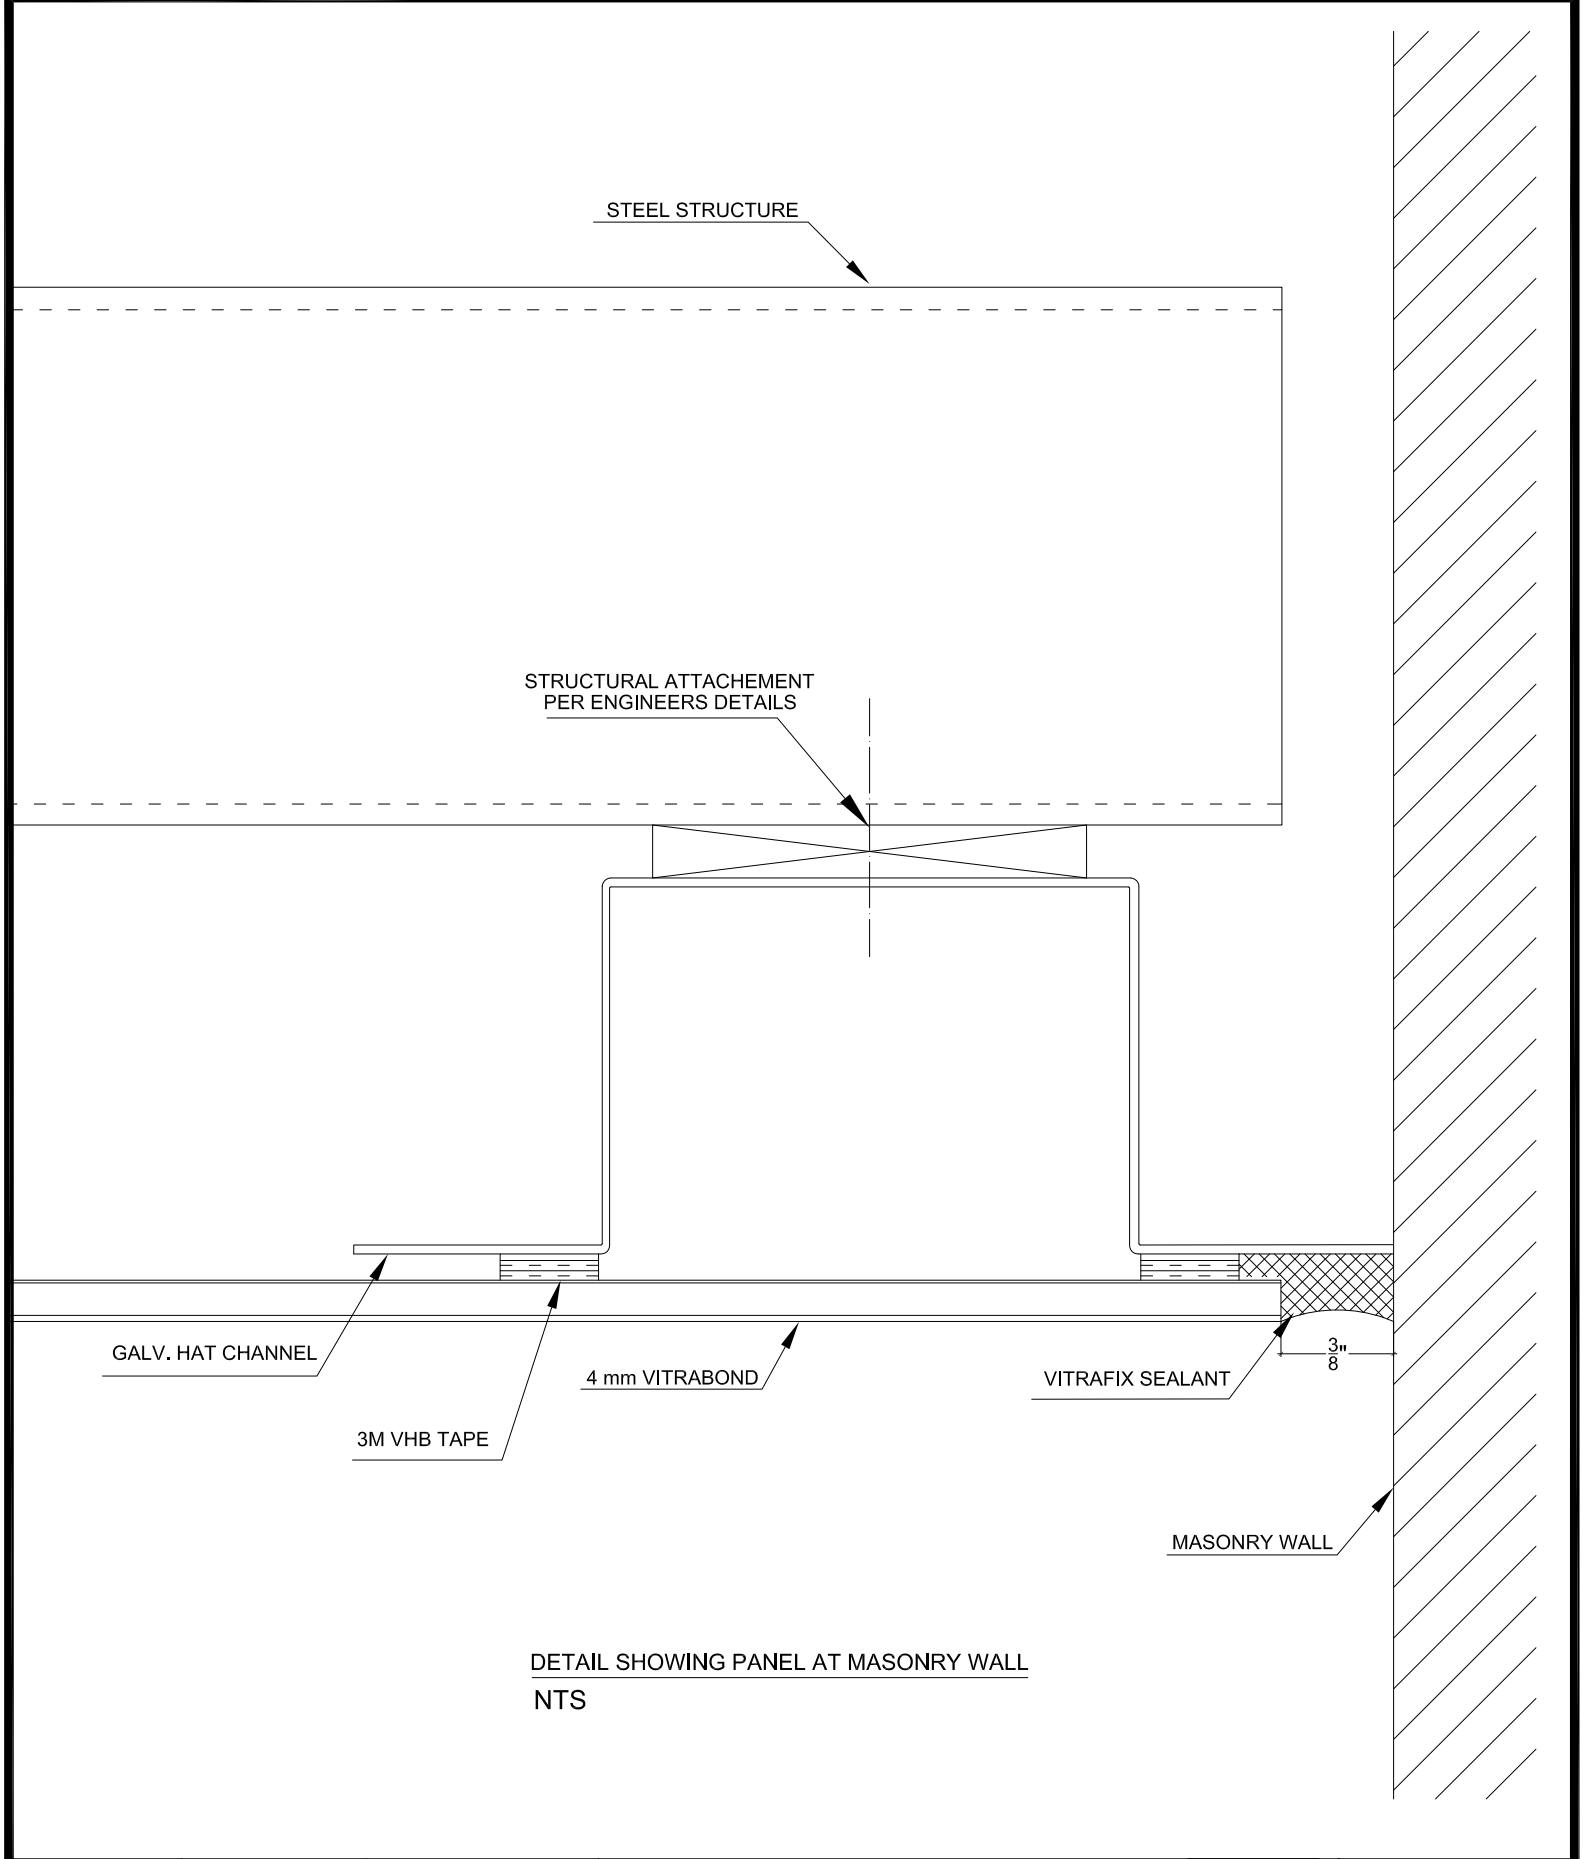 STEEL STRUCTURE
STRUCTURAL ATTACHEMENT
PER ENGINEERS DETAILS
GALV. HAT CHANNEL
4 mm VITRABOND
VITRAFIX SEALANT
3/8"
3M VHB TAPE
MASONRY WALL
DETAIL SHOWING PANEL AT MASONRY WALL
NTS